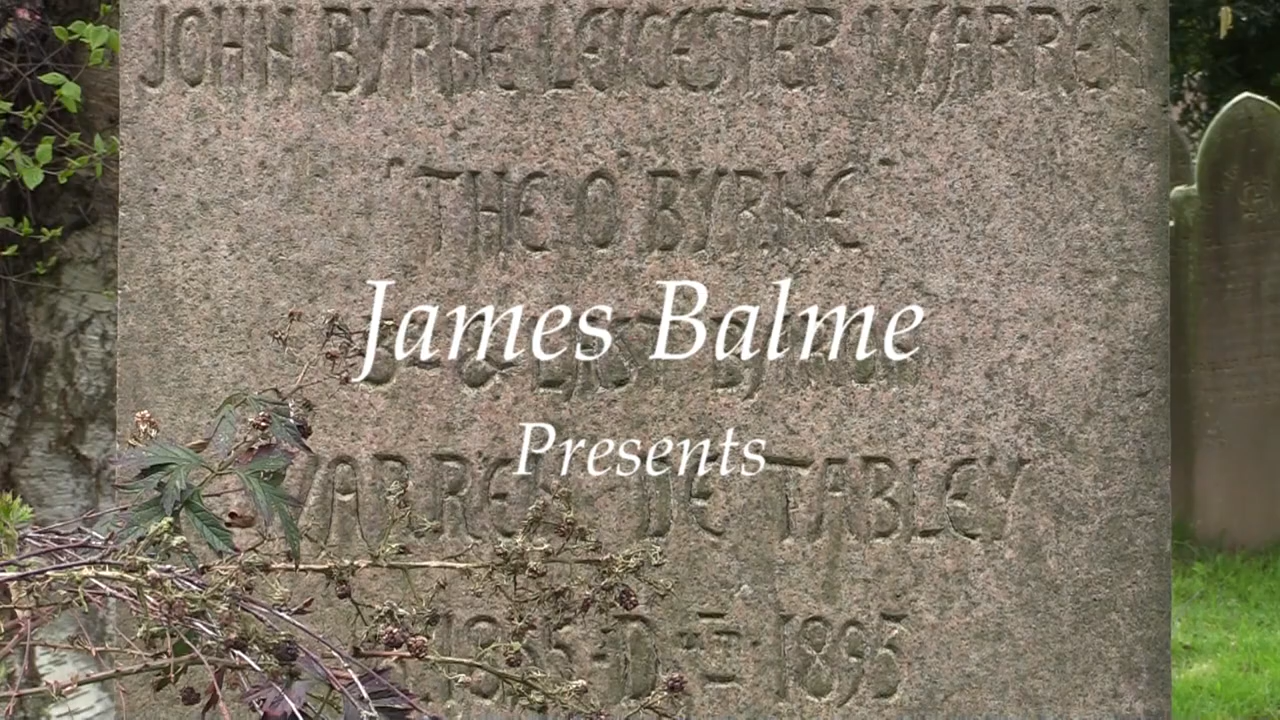 JOHN BYRNE LEICESTER WARREN
"THE O'BYRNE"
James Balme
Presents
WARREN DE TABLEY
1895